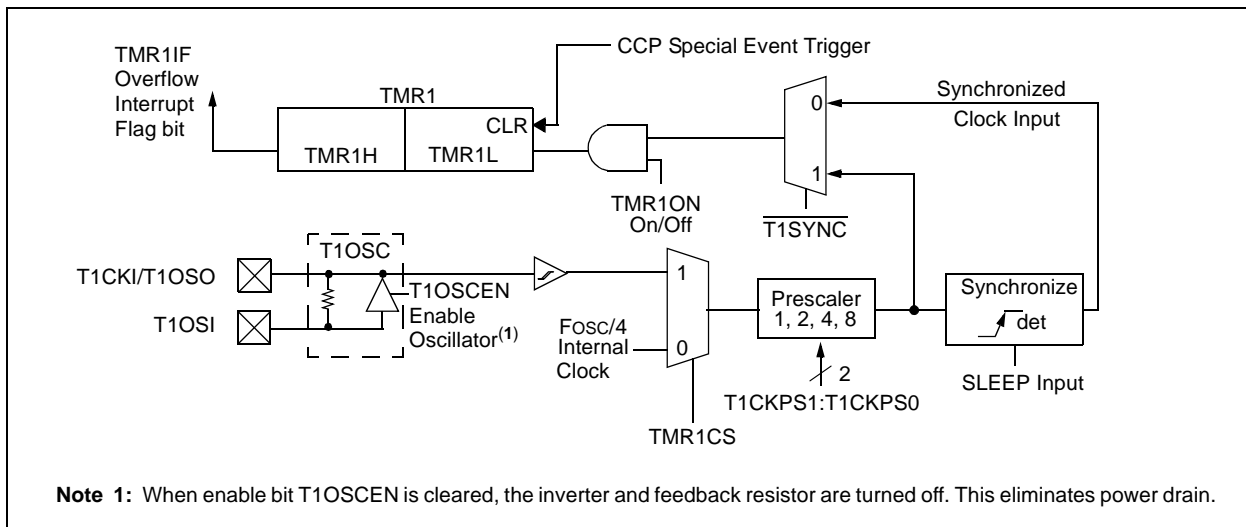 CCP Special Event Trigger
TMR1IF
Overflow
Interrupt
Flag bit
TMR1
CLR
TMR1H
TMR1L
TMR1ON
On/Off
0
1
T1SYNC
Synchronized
Clock Input
T1OSC
T1CKI/T1OSO
T1OSI
T1OSCEN
Enable
Oscillator(1)
FOSC/4
Internal
Clock
1
0
TMR1CS
Prescaler
1, 2, 4, 8
2
T1CKPS1:T1CKPS0
Synchronize
det
SLEEP Input
Note 1: When enable bit T1OSCEN is cleared, the inverter and feedback resistor are turned off. This eliminates power drain.